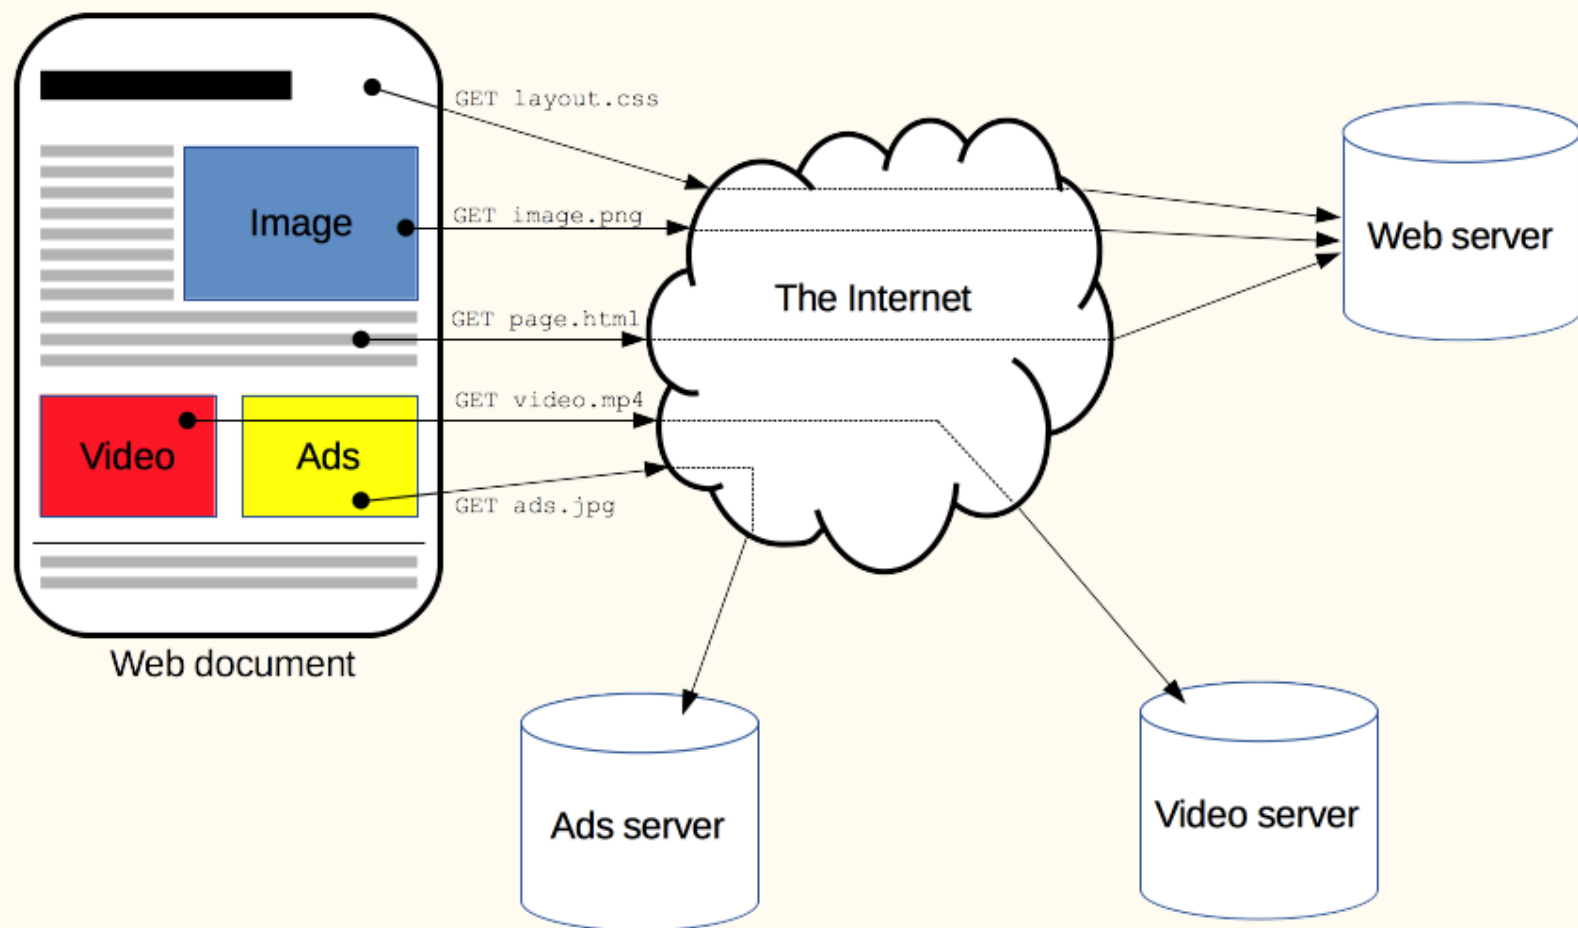 GET layout.css
Image
GET image.png
Web server
The Internet
GET page.html
GET video.mp4
Video
Ads
GET ads.jpg
Web document
Ads server
Video server